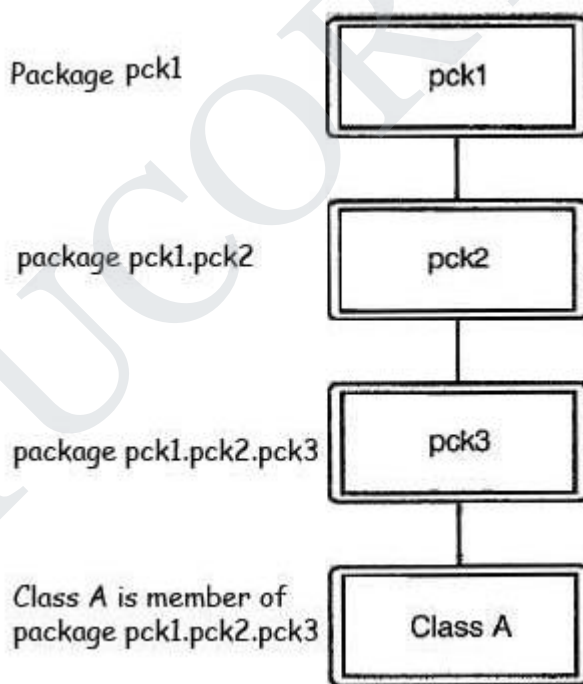 Package pck1
pck1
package pck1.pck2
pck2
package pck1.pck2.pck3
pck3
Class A is member of
package pck1.pck2.pck3
Class A
UCOR